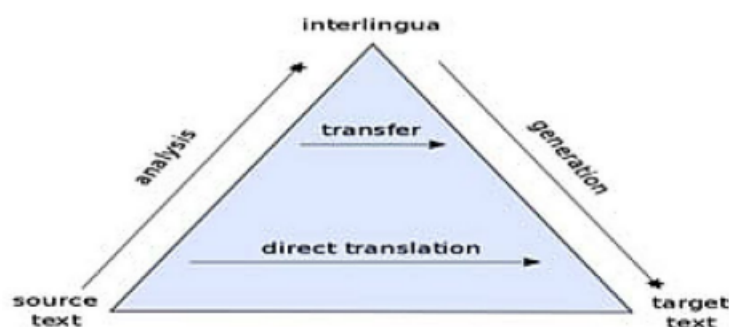 interlingua
analysis
transfer
generation
direct translation
source
text
target
text